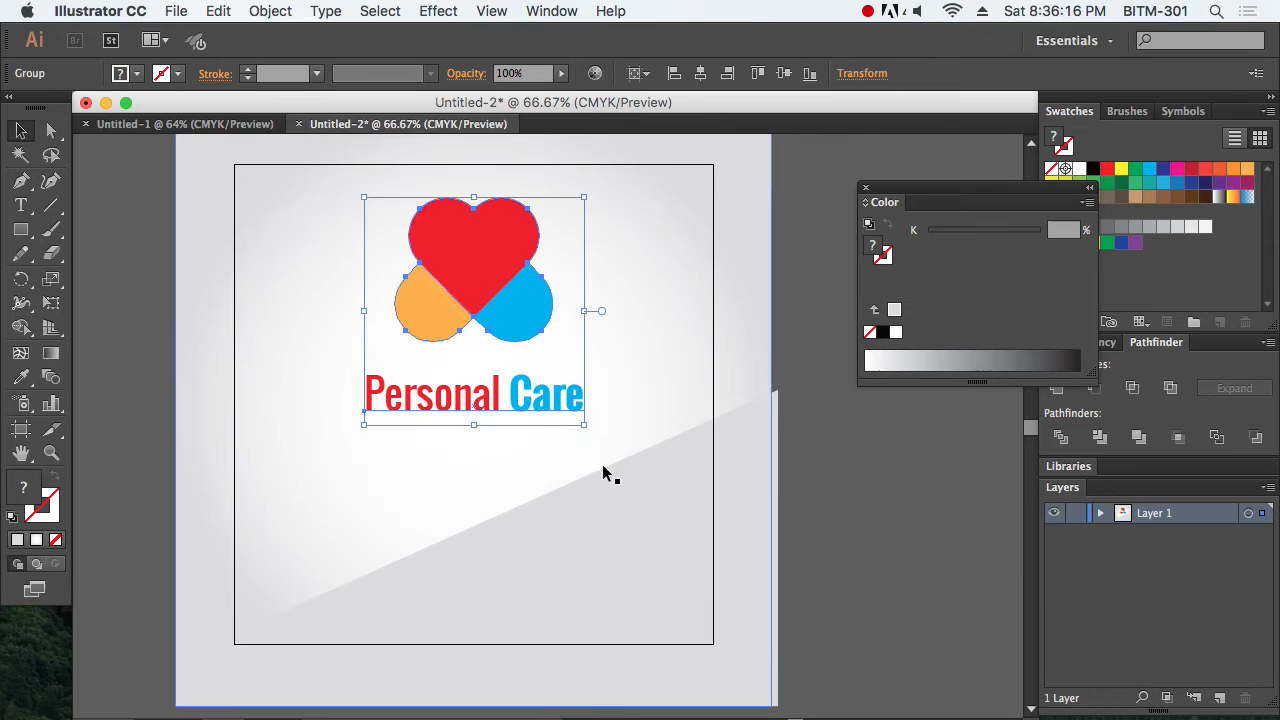 Illustrator CC File Edit Object Type Select Effect View Window Help 4 Sat 8:36:16 PM BITM-301
Ai Br St Essentials
Group ? Stroke: Opacity: 100% Transform
Untitled-2* @ 66.67% (CMYK/Preview)
Untitled-1 @ 64% (CMYK/Preview) Untitled-2* @ 66.67% (CMYK/Preview)
Swatches Brushes Symbols
?
Color
K %
?
Personal Care
ency Pathfinder
Expand
Pathfinders:
Libraries
Layers
Layer 1
?
T
1 Layer